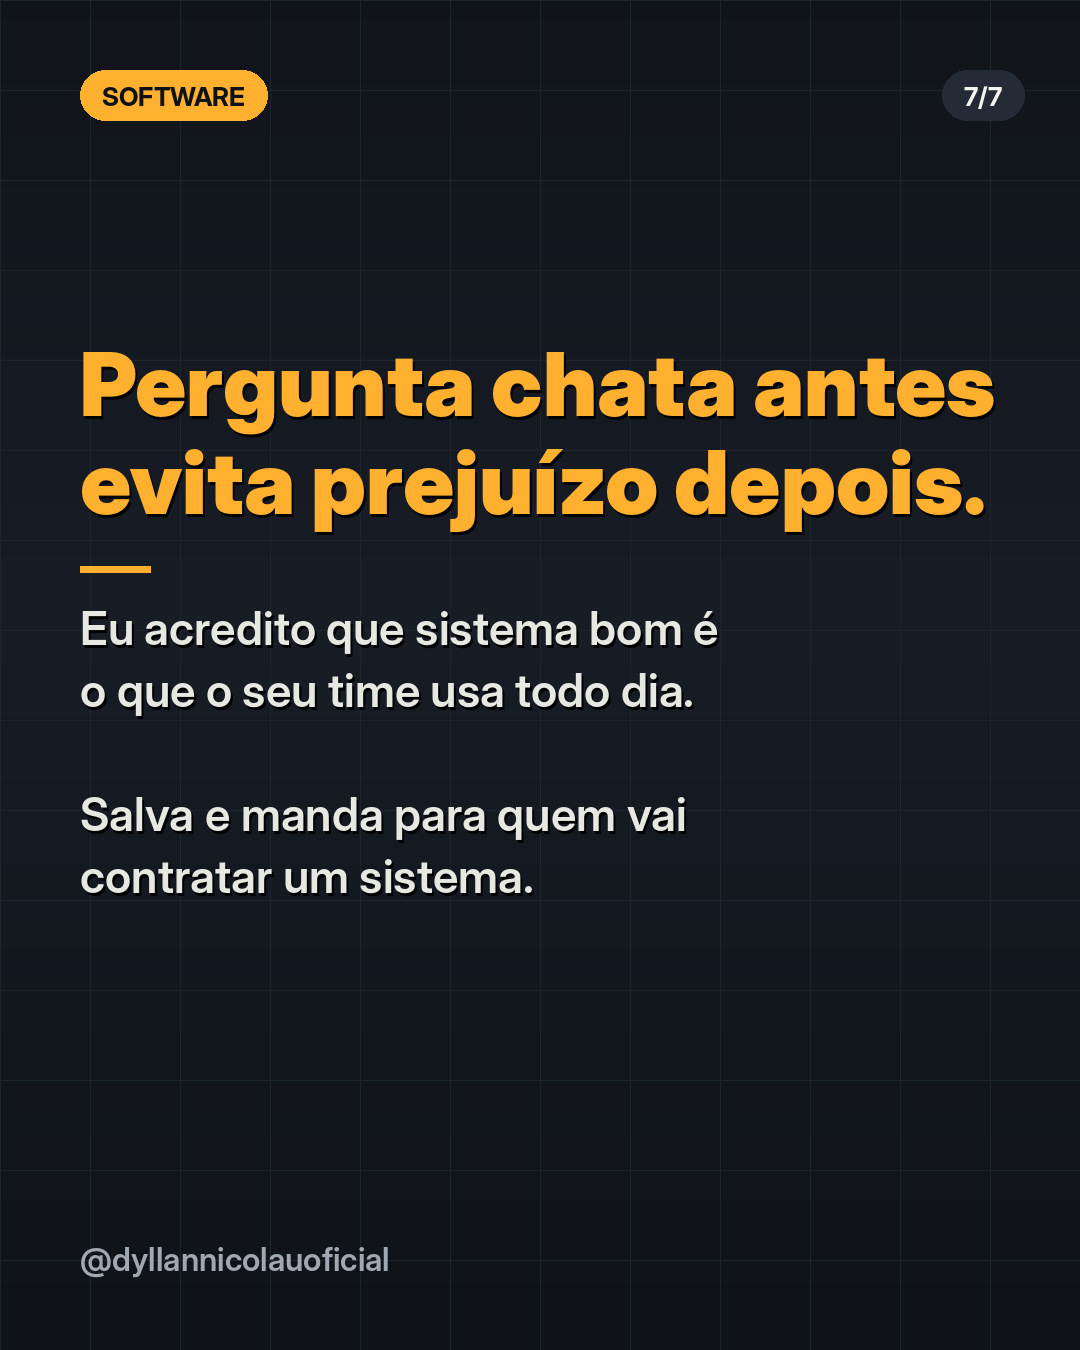 SOFTWARE
7/7
Pergunta chata antes
evita prejuízo depois.
Eu acredito que sistema bom é
o que o seu time usa todo dia.
Salva e manda para quem vai
contratar um sistema.
@dyllannicolauoficial